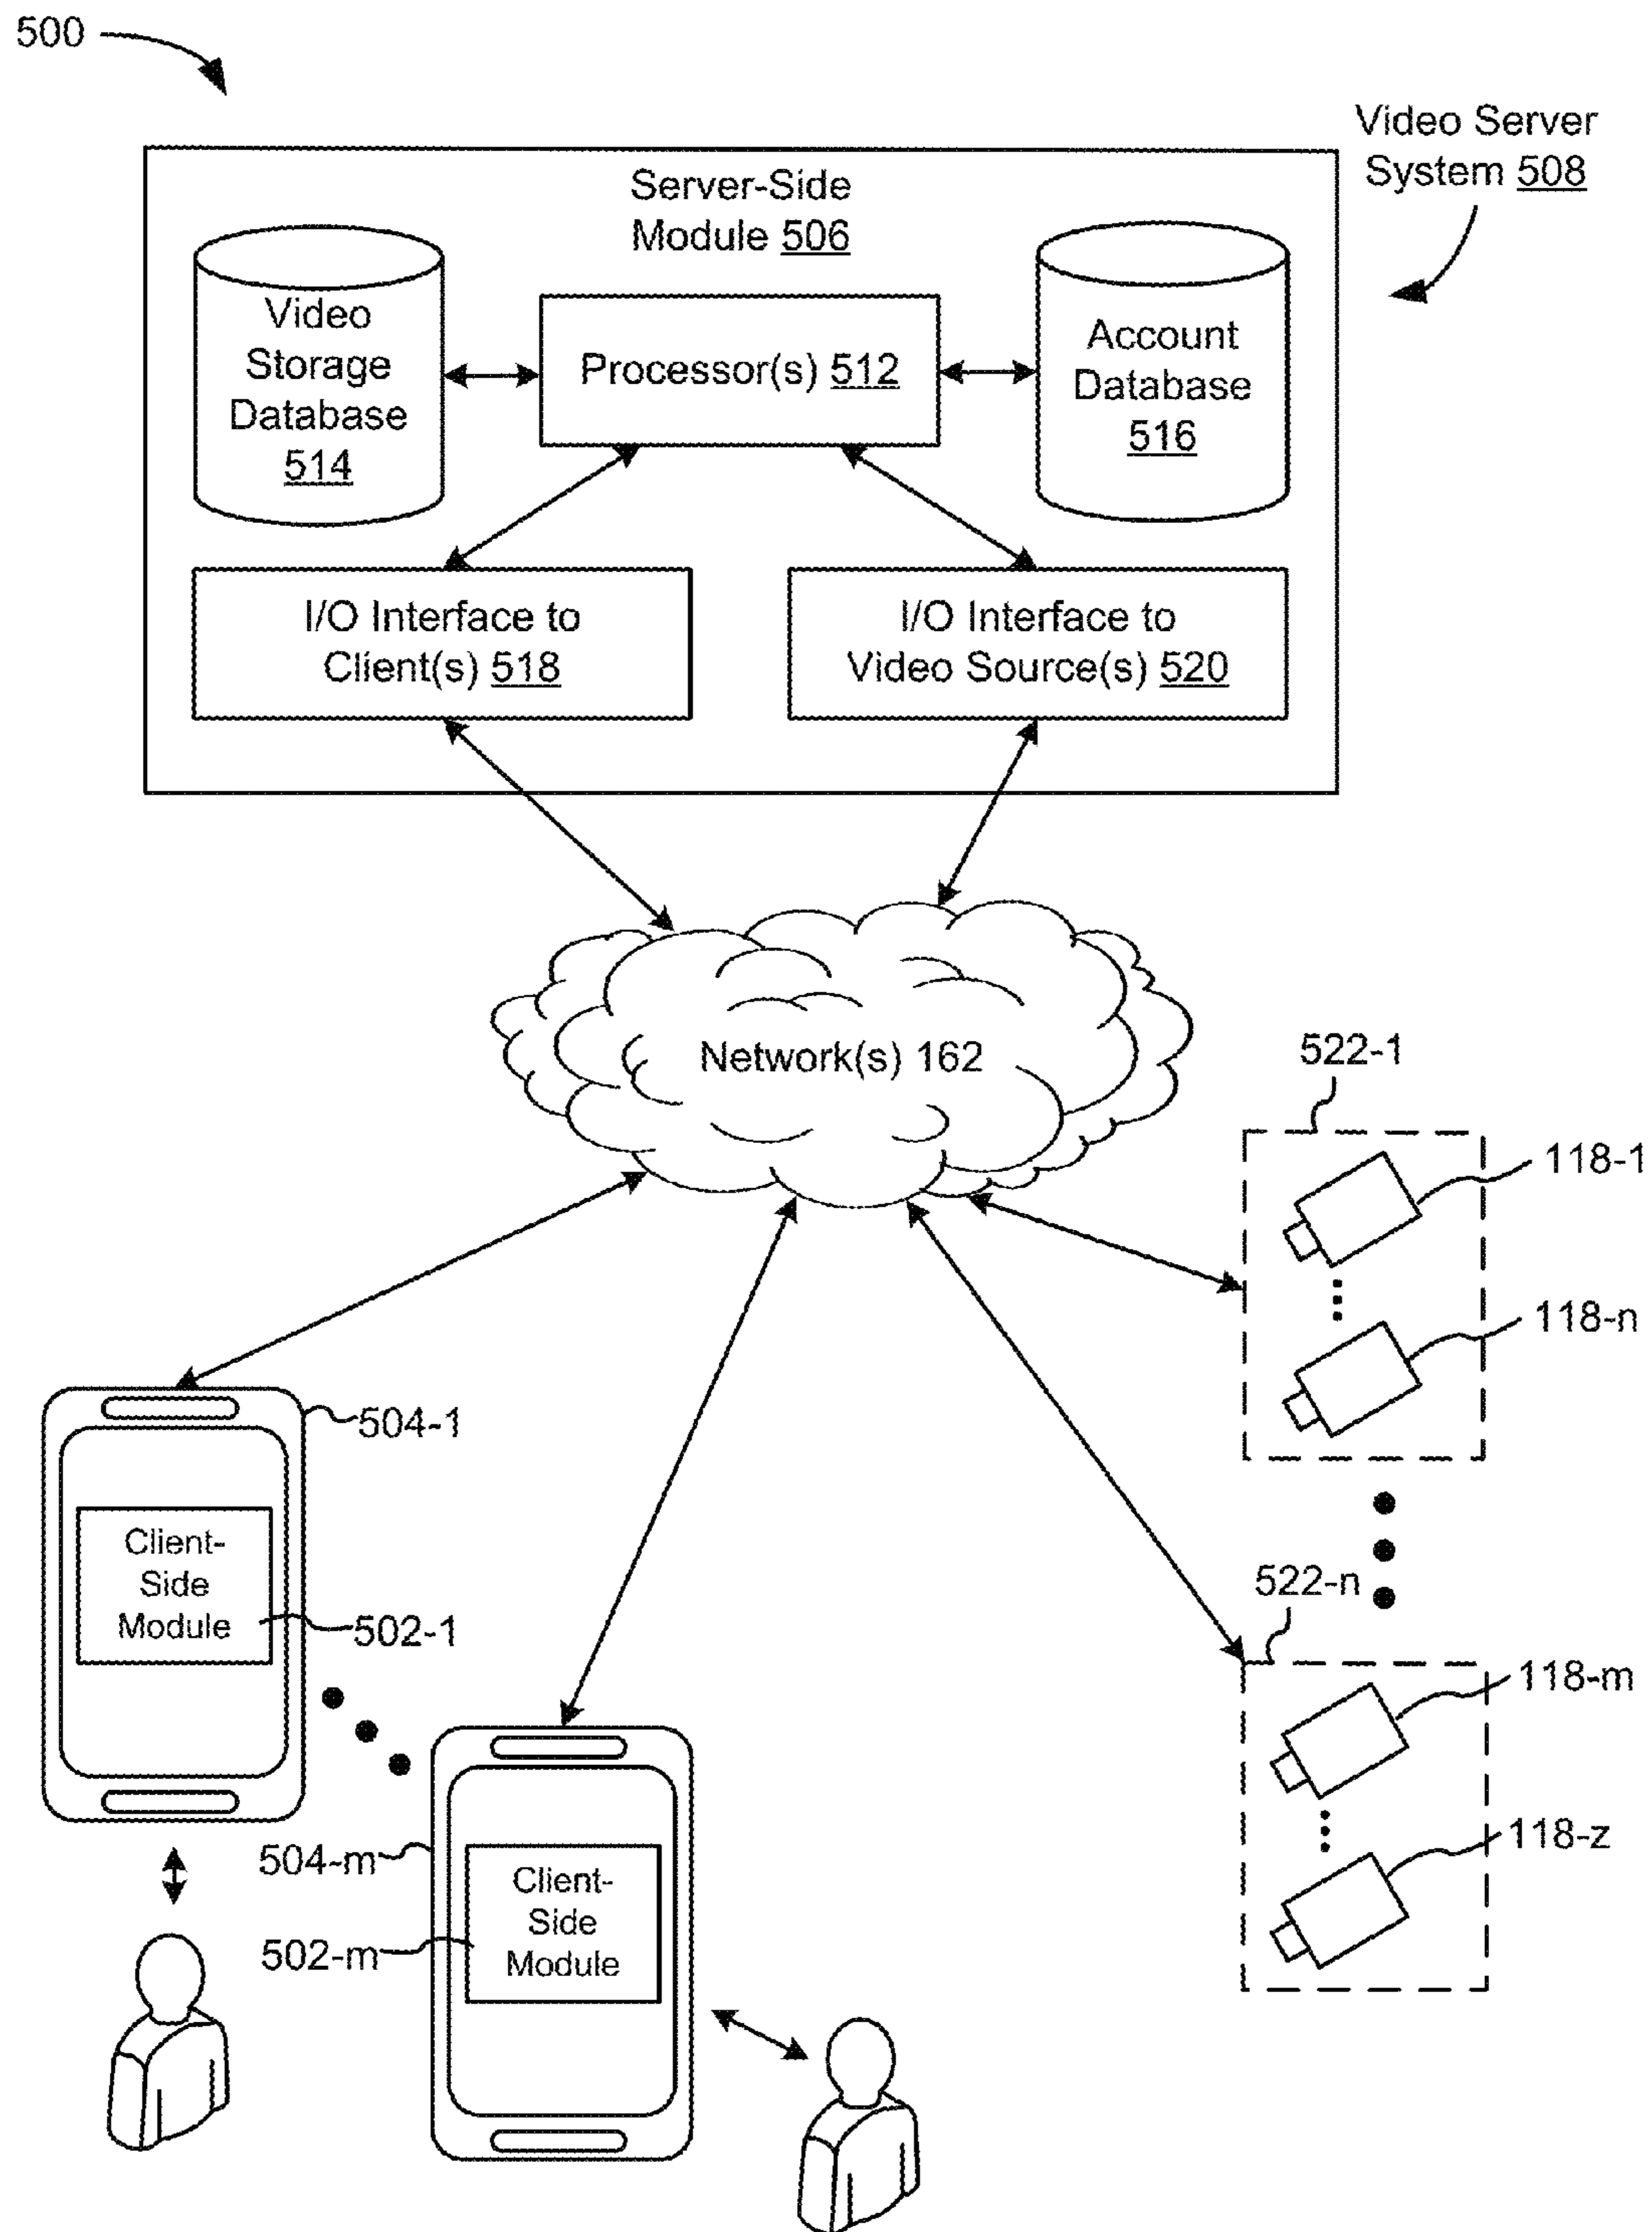 500
Video Server
System 508
Server-Side
Module 506
Video
Storage
Database
514
Processor(s) 512
Account
Database
516
I/O Interface to
Client(s) 518
I/O Interface to
Video Source(s) 520
Network(s) 162
522-1
118-1
118-n
504-1
Client-
Side
Module
502-1
522-n
118-m
118-z
504-m
Client-
Side
Module
502-m